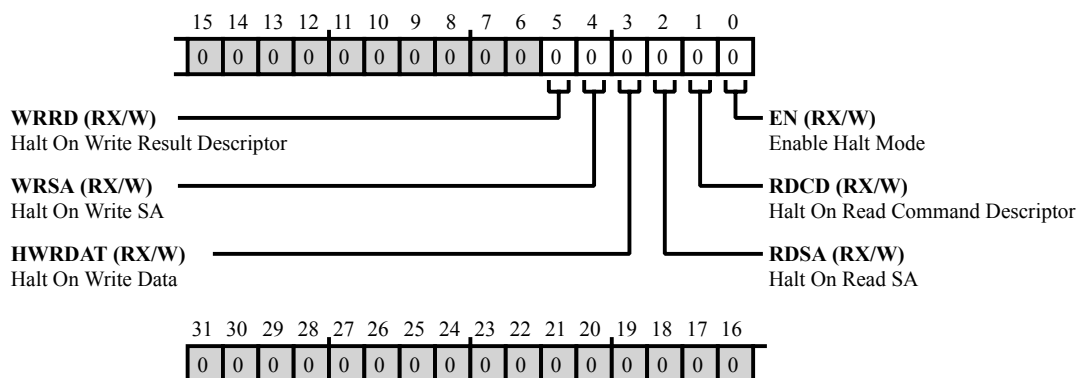 15 14 13 12 11 10 9 8 7 6 5 4 3 2 1 0
0 0 0 0 0 0 0 0 0 0 0 0 0 0 0 0
WRRD (RX/W)
Halt On Write Result Descriptor
EN (RX/W)
Enable Halt Mode
WRSA (RX/W)
Halt On Write SA
RDCD (RX/W)
Halt On Read Command Descriptor
HWRDAT (RX/W)
Halt On Write Data
RDSA (RX/W)
Halt On Read SA
31 30 29 28 27 26 25 24 23 22 21 20 19 18 17 16
0 0 0 0 0 0 0 0 0 0 0 0 0 0 0 0